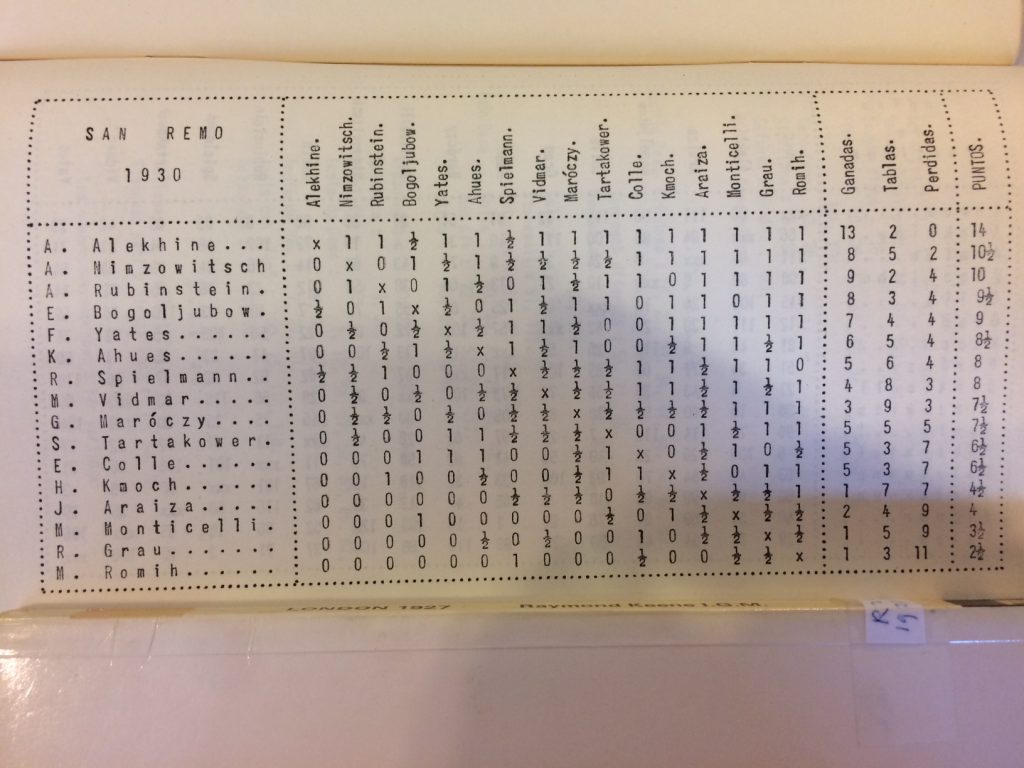 SAN REMO
1930
Alekhine. Nimzowitsch. Rubinstein. Bogoljubow. Yates. Ahues. Spielmann. Vidmar. Maróczy. Tartakower. Colle. Kmoch. Araiza. Monticelli. Grau. Romih. Ganadas. Tablas. Perdidas. PUNTOS.
A. Alekhine... x 1 1 ½ 1 1 ½ 1 1 1 1 1 1 1 1 1 13 2 0 14
A. Nimzowitsch 0 x 0 1 ½ 1 ½ ½ ½ ½ 1 1 1 1 1 1 8 5 2 10½
A. Rubinstein. 0 1 x 0 1 ½ 0 1 ½ 1 1 0 1 1 1 1 9 2 4 10
E. Bogoljubow. ½ 0 1 x ½ 0 1 ½ 1 1 0 1 1 0 1 1 8 3 4 9½
F. Yates...... 0 ½ 0 ½ x ½ 1 1 ½ 0 0 1 1 1 1 1 7 4 4 9
K. Ahues...... 0 0 ½ 1 ½ x 1 ½ 1 0 0 ½ 1 1 ½ 1 6 5 4 8½
R. Spielmann.. ½ ½ 1 0 0 0 x ½ ½ ½ 1 1 ½ 1 1 0 5 6 4 8
M. Vidmar..... 0 ½ 0 ½ 0 ½ ½ x ½ ½ 1 1 ½ 1 ½ 1 4 8 3 8
G. Maróczy.... 0 ½ ½ 0 ½ 0 ½ ½ x ½ ½ ½ ½ 1 1 1 3 9 3 7½
S. Tartakower. 0 ½ 0 0 1 1 ½ ½ ½ x 0 0 1 ½ 1 1 5 5 5 7½
E. Colle...... 0 0 0 1 1 1 0 0 ½ 1 x 0 ½ 1 0 ½ 5 3 7 6½
H. Kmoch...... 0 0 1 0 0 ½ 0 0 ½ 1 1 x ½ 0 1 1 5 3 7 6½
J. Araiza..... 0 0 0 0 0 0 ½ ½ ½ 0 ½ ½ x ½ ½ 1 1 7 7 4½
M. Monticelli. 0 0 0 1 0 0 0 0 0 ½ 0 1 ½ x ½ ½ 2 4 9 4
R. Grau....... 0 0 0 0 0 ½ 0 ½ 0 0 1 0 ½ ½ x ½ 1 5 9 3½
M. Romih...... 0 0 0 0 0 0 1 0 0 0 ½ 0 0 ½ ½ x 1 3 11 2½
LONDON 1927 Raymond Keene I.G.M.